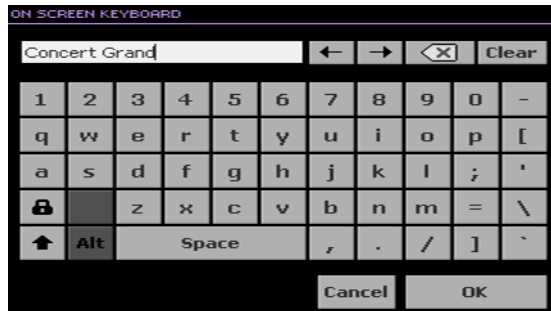 ON SCREEN KEYBOARD
Concert Grand ← → ⌫ Clear
1 2 3 4 5 6 7 8 9 0 -
q w e r t y u i o p [
a s d f g h j k l ; '
z x c v b n m = \
Alt Space , . / ] `
Cancel OK